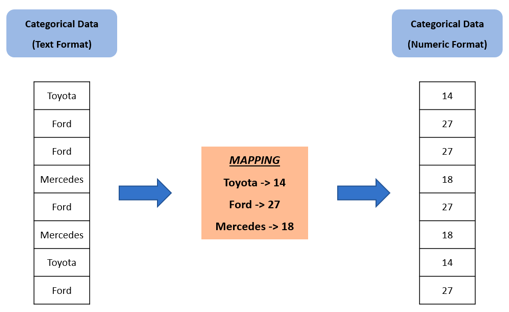 Categorical Data
(Text Format)
Toyota
Ford
Ford
Mercedes
Ford
Mercedes
Toyota
Ford
MAPPING
Toyota -> 14
Ford -> 27
Mercedes -> 18
Categorical Data
(Numeric Format)
14
27
27
18
27
18
14
27